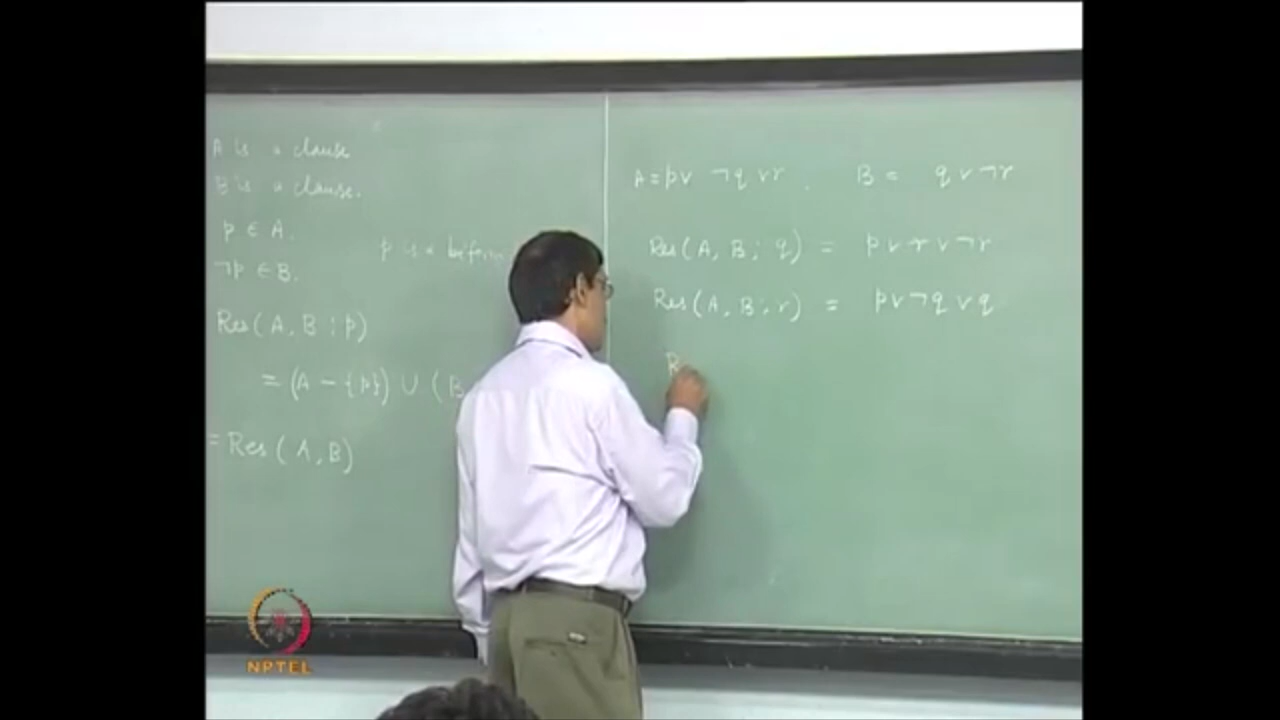 A is a clause
B is a clause.
p ∈ A.
¬p ∈ B.
p is a
Res(A, B; p)
= (A - {p}) ∪ (B
= Res(A, B)
A = p ∨ ¬q ∨ r. B = q ∨ ¬r
Res(A, B; q) = p ∨ r ∨ ¬r
Res(A, B; r) = p ∨ ¬q ∨ q
R
NPTEL